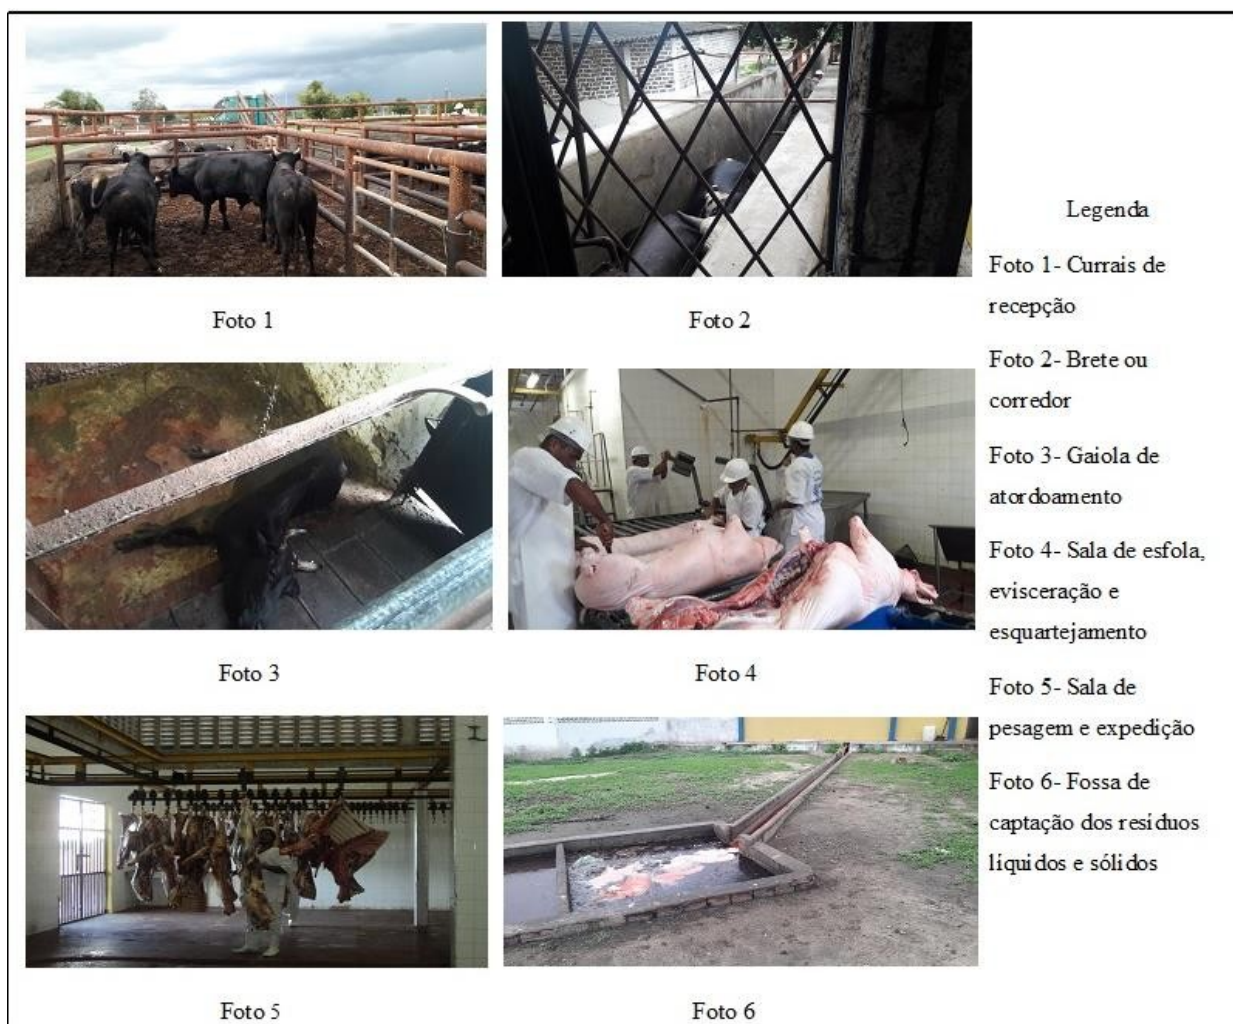 Foto 1
Foto 2
Foto 3
Foto 4
Foto 5
Foto 6
Legenda
Foto 1- Currais de
recepção
Foto 2- Brete ou
corredor
Foto 3- Gaiola de
atordoamento
Foto 4- Sala de esfola,
evisceração e
esquartejamento
Foto 5- Sala de
pesagem e expedição
Foto 6- Fossa de
captação dos resíduos
líquidos e sólidos